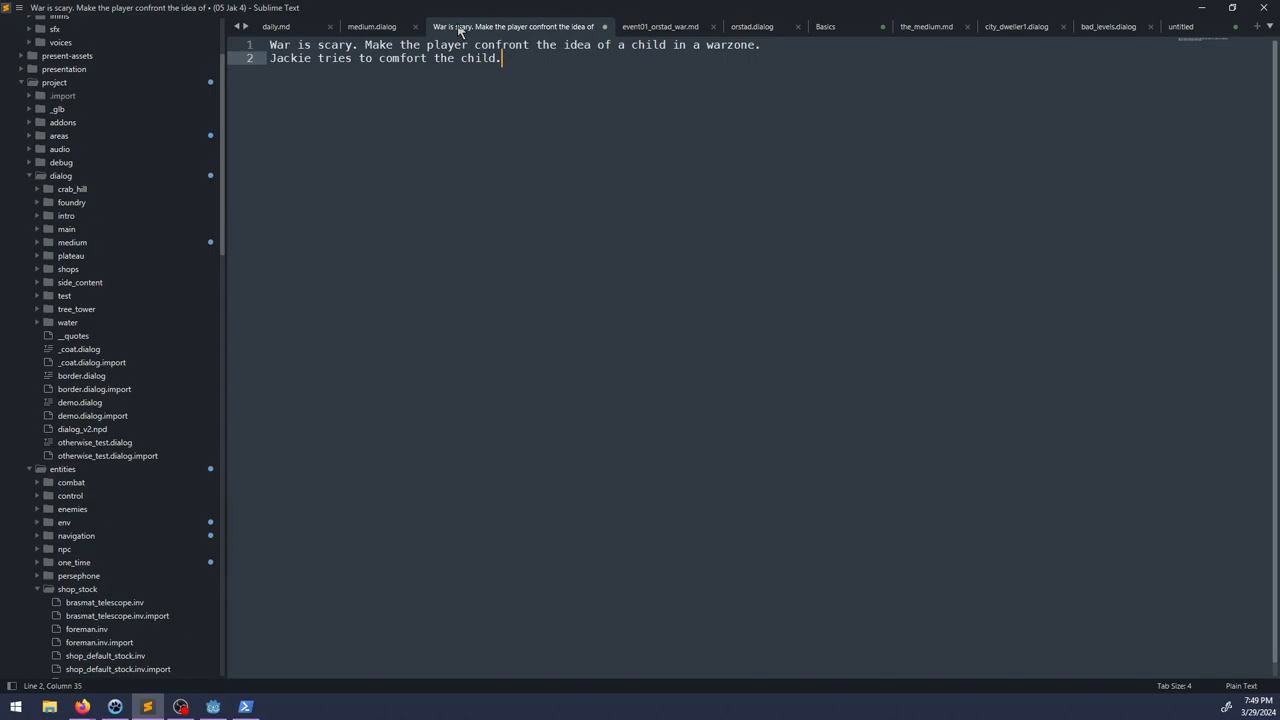 War is scary. Make the player confront the idea of • (05 Jak 4) - Sublime Text
imms
sfx
voices
present-assets
presentation
project
.import
_glb
addons
areas
audio
debug
dialog
crab_hill
foundry
intro
main
medium
plateau
shops
side_content
test
tree_tower
water
__quotes
_coat.dialog
_coat.dialog.import
border.dialog
border.dialog.import
demo.dialog
demo.dialog.import
dialog_v2.npd
otherwise_test.dialog
otherwise_test.dialog.import
entities
combat
control
enemies
env
navigation
npc
one_time
persephone
shop_stock
brasmat_telescope.inv
brasmat_telescope.inv.import
foreman.inv
foreman.inv.import
shop_default_stock.inv
shop_default_stock.inv.import
daily.md medium.dialog War is scary. Make the player confront the idea of event01_orstad_war.md orstad.dialog Basics the_medium.md city_dweller1.dialog bad_levels.dialog untitled
1 War is scary. Make the player confront the idea of a child in a warzone.
2 Jackie tries to comfort the child.
Line 2, Column 35 Tab Size: 4 Plain Text
7:49 PM
3/29/2024